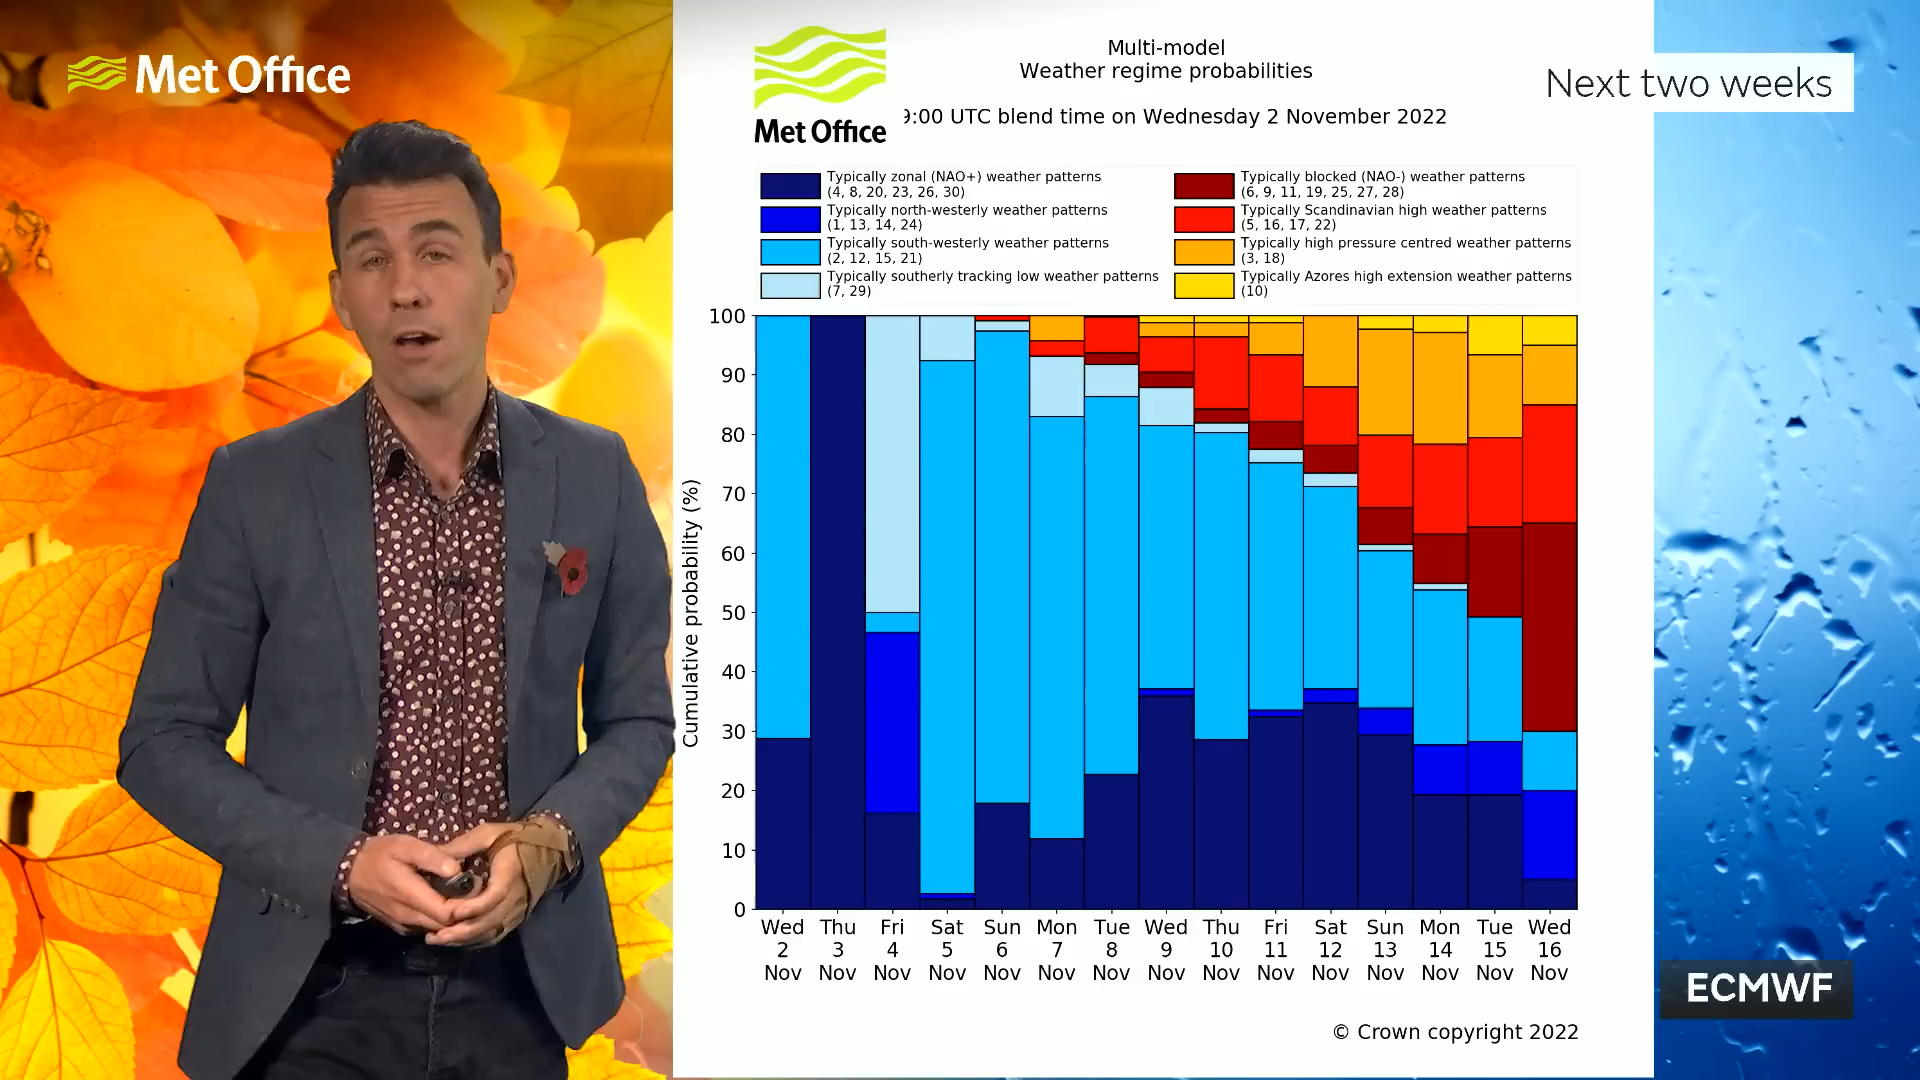 Met Office
Met Office
Multi-model
Weather regime probabilities
9:00 UTC blend time on Wednesday 2 November 2022
Next two weeks
Typically zonal (NAO+) weather patterns
(4, 8, 20, 23, 26, 30)
Typically north-westerly weather patterns
(1, 13, 14, 24)
Typically south-westerly weather patterns
(2, 12, 15, 21)
Typically southerly tracking low weather patterns
(7, 29)
Typically blocked (NAO-) weather patterns
(6, 9, 11, 19, 25, 27, 28)
Typically Scandinavian high weather patterns
(5, 16, 17, 22)
Typically high pressure centred weather patterns
(3, 18)
Typically Azores high extension weather patterns
(10)
Cumulative probability (%)
100
90
80
70
60
50
40
30
20
10
0
Wed Thu Fri Sat Sun Mon Tue Wed Thu Fri Sat Sun Mon Tue Wed
2 3 4 5 6 7 8 9 10 11 12 13 14 15 16
Nov Nov Nov Nov Nov Nov Nov Nov Nov Nov Nov Nov Nov Nov Nov
ECMWF
© Crown copyright 2022